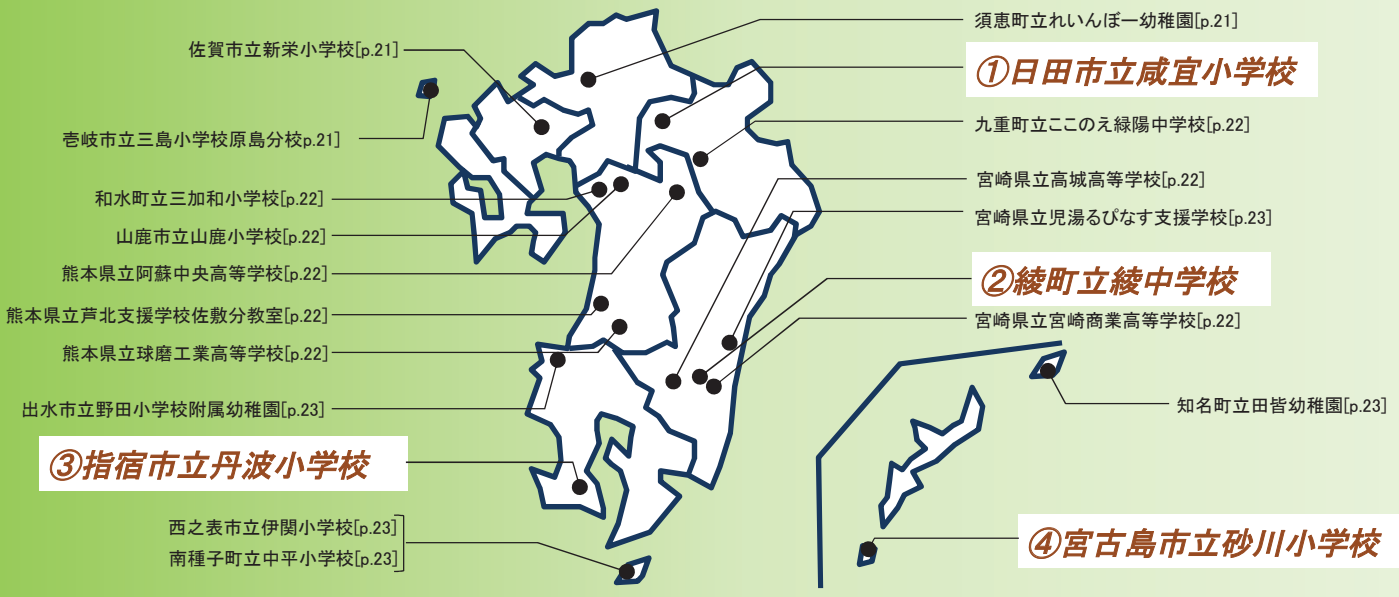 須恵町立れいんぼー幼稚園[p.21]
佐賀市立新栄小学校[p.21]
①日田市立咸宜小学校
壱岐市立三島小学校原島分校p.21]
九重町立ここのえ緑陽中学校[p.22]
和水町立三加和小学校[p.22]
宮崎県立高城高等学校[p.22]
山鹿市立山鹿小学校[p.22]
宮崎県立児湯るぴなす支援学校[p.23]
熊本県立阿蘇中央高等学校[p.22]
②綾町立綾中学校
熊本県立芦北支援学校佐敷分教室[p.22]
宮崎県立宮崎商業高等学校[p.22]
熊本県立球磨工業高等学校[p.22]
出水市立野田小学校附属幼稚園[p.23]
知名町立田皆幼稚園[p.23]
③指宿市立丹波小学校
西之表市立伊関小学校[p.23]
南種子町立中平小学校[p.23]
④宮古島市立砂川小学校